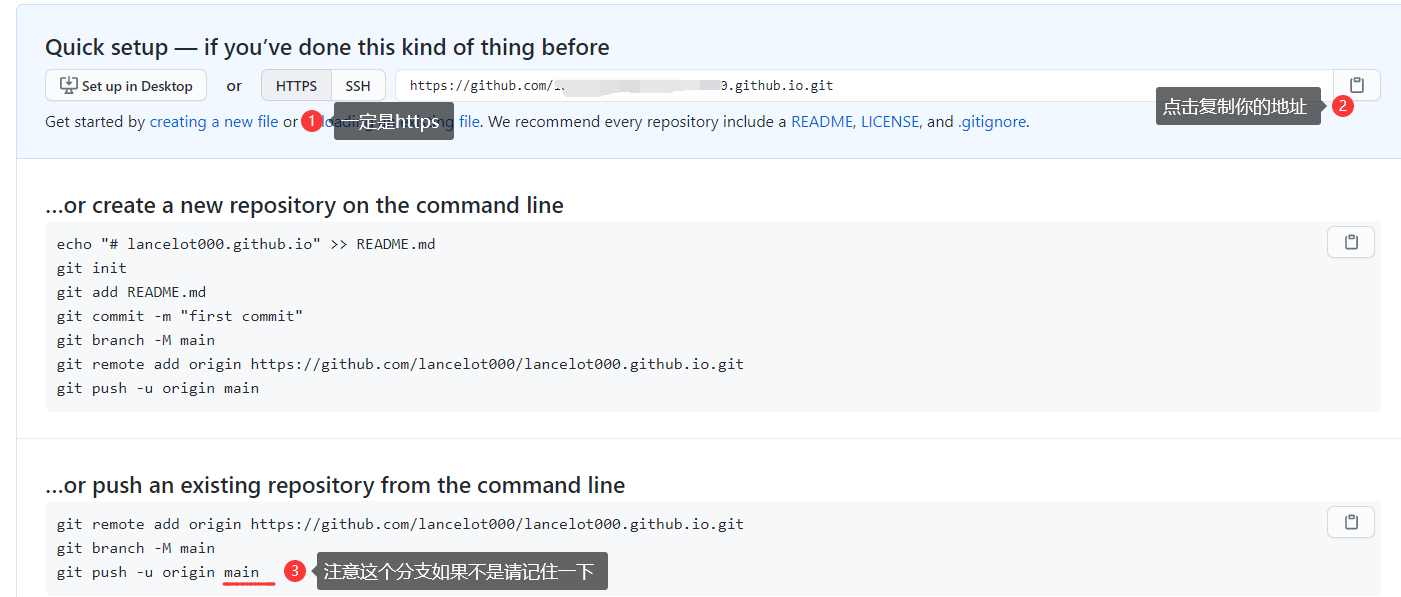 Quick setup — if you’ve done this kind of thing before
Set up in Desktop or HTTPS SSH https://github.com/ 0.github.io.git
点击复制你的地址 2
Get started by creating a new file or 1 一定是https file. We recommend every repository include a README, LICENSE, and .gitignore.
…or create a new repository on the command line
echo "# lancelot000.github.io" >> README.md
git init
git add README.md
git commit -m "first commit"
git branch -M main
git remote add origin https://github.com/lancelot000/lancelot000.github.io.git
git push -u origin main
…or push an existing repository from the command line
git remote add origin https://github.com/lancelot000/lancelot000.github.io.git
git branch -M main
git push -u origin main 3 注意这个分支如果不是请记住一下